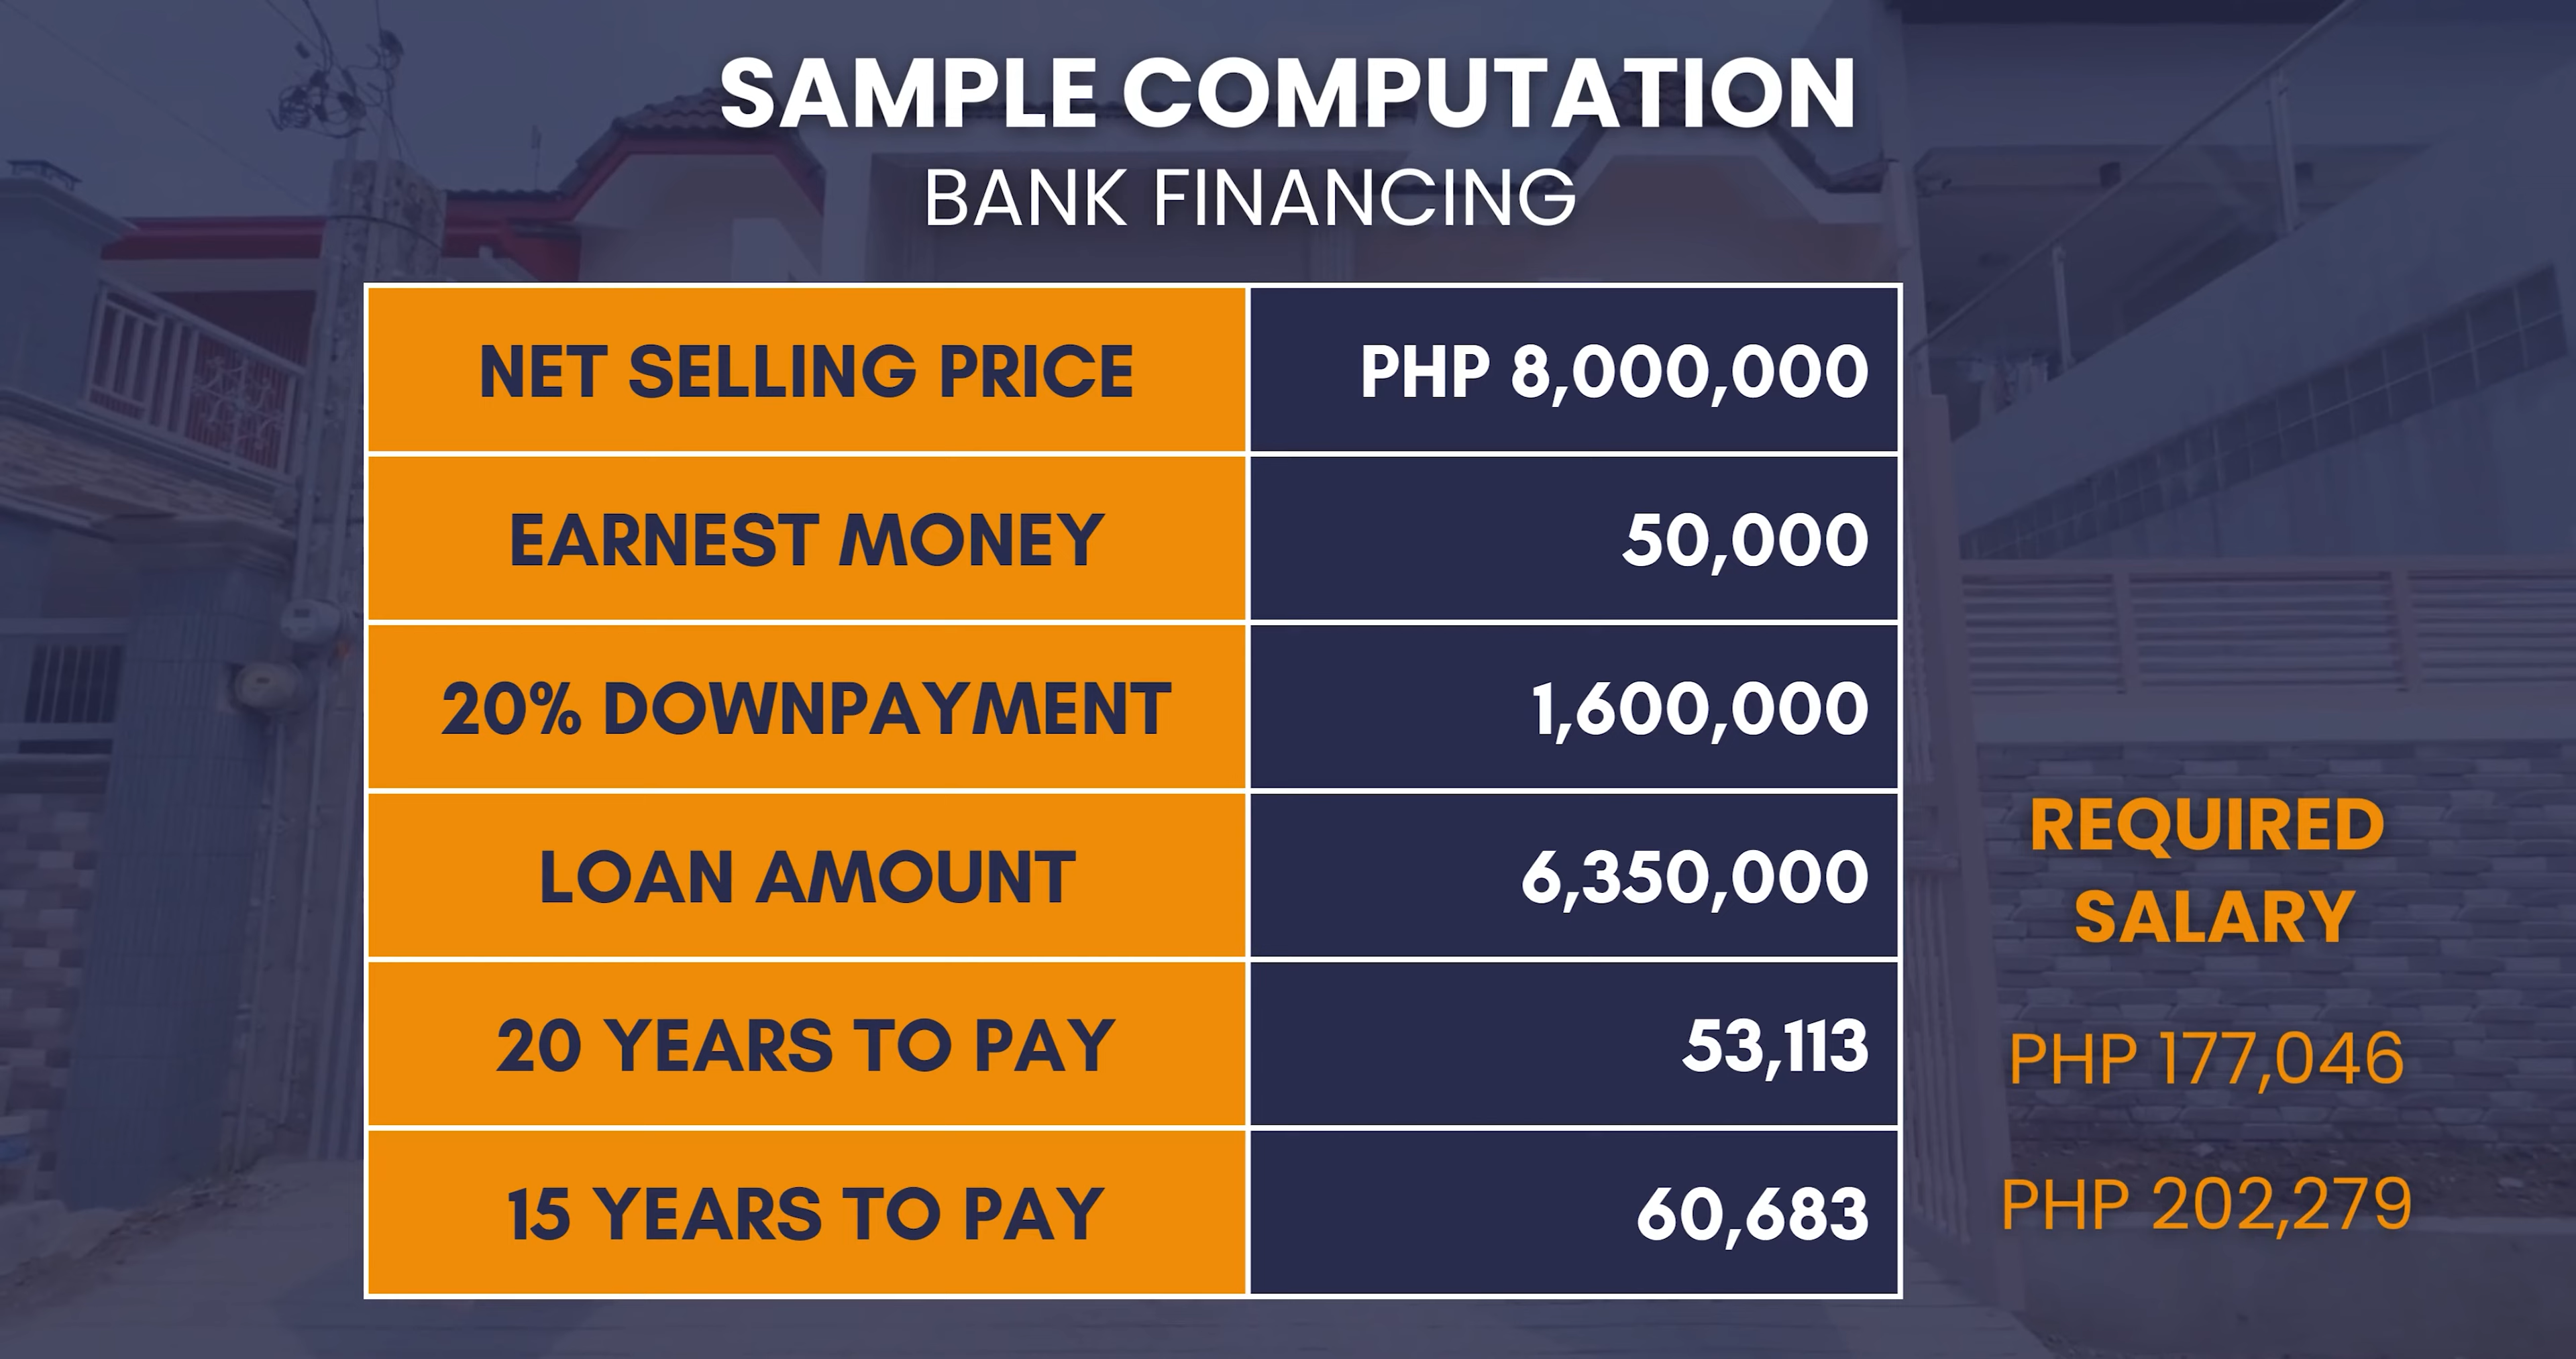 SAMPLE COMPUTATION
BANK FINANCING
NET SELLING PRICE PHP 8,000,000
EARNEST MONEY 50,000
20% DOWNPAYMENT 1,600,000
LOAN AMOUNT 6,350,000
20 YEARS TO PAY 53,113
15 YEARS TO PAY 60,683
REQUIRED
SALARY
PHP 177,046
PHP 202,279